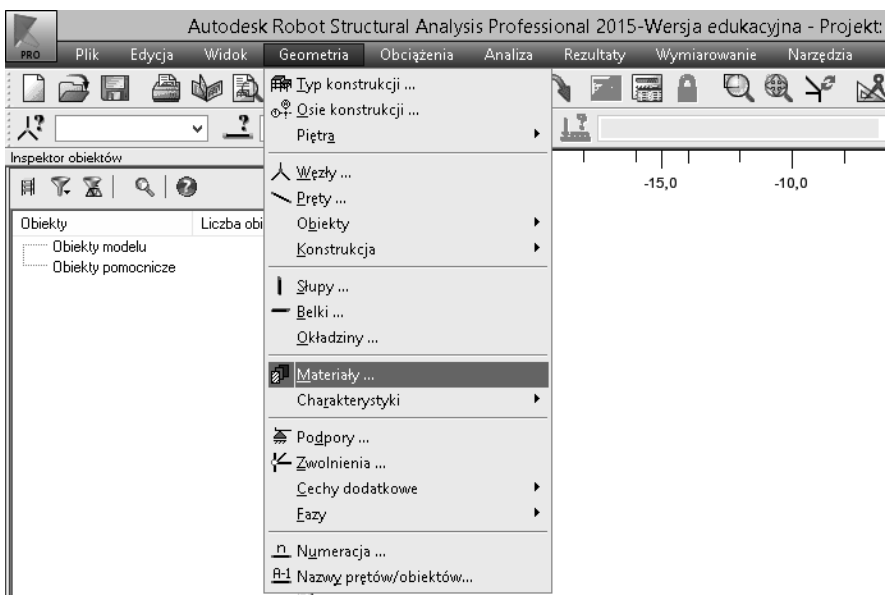 Autodesk Robot Structural Analysis Professional 2015-Wersja edukacyjna - Projekt:
PRO Plik Edycja Widok Geometria Obciążenia Analiza Rezultaty Wymiarowanie Narzędzia
Typ konstrukcji ...
Osie konstrukcji ...
Piętra
Inspektor obiektów
Węzły ...
-15,0 -10,0
Pręty ...
Obiekty Liczba obi
Obiekty
Obiekty modelu
Konstrukcja
Obiekty pomocnicze
Słupy ...
Belki ...
Okładziny ...
Materiały ...
Charakterystyki
Podpory ...
Zwolnienia ...
Cechy dodatkowe
Fazy
n Numeracja ...
A-1 Nazwy prętów/obiektów...